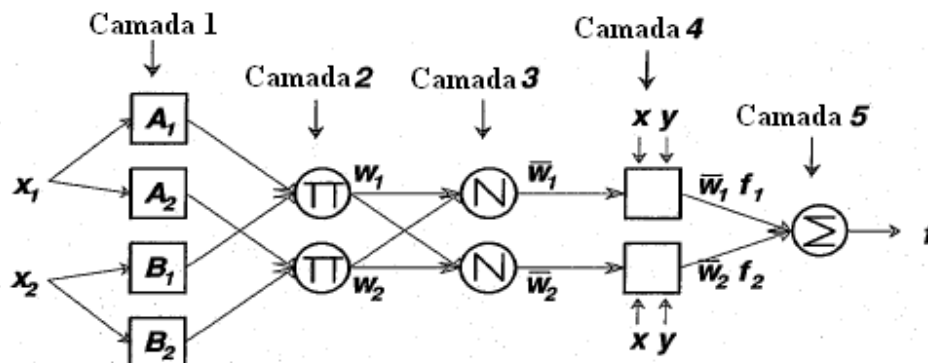 Camada 1
Camada 4
Camada 2
Camada 3
Camada 5
x y
A₁
x₁
A₂
Π
w₁
N
w̅₁
w̅₁ f₁
Σ
x₂
B₁
Π
w₂
N
w̅₂
w̅₂ f₂
B₂
x y